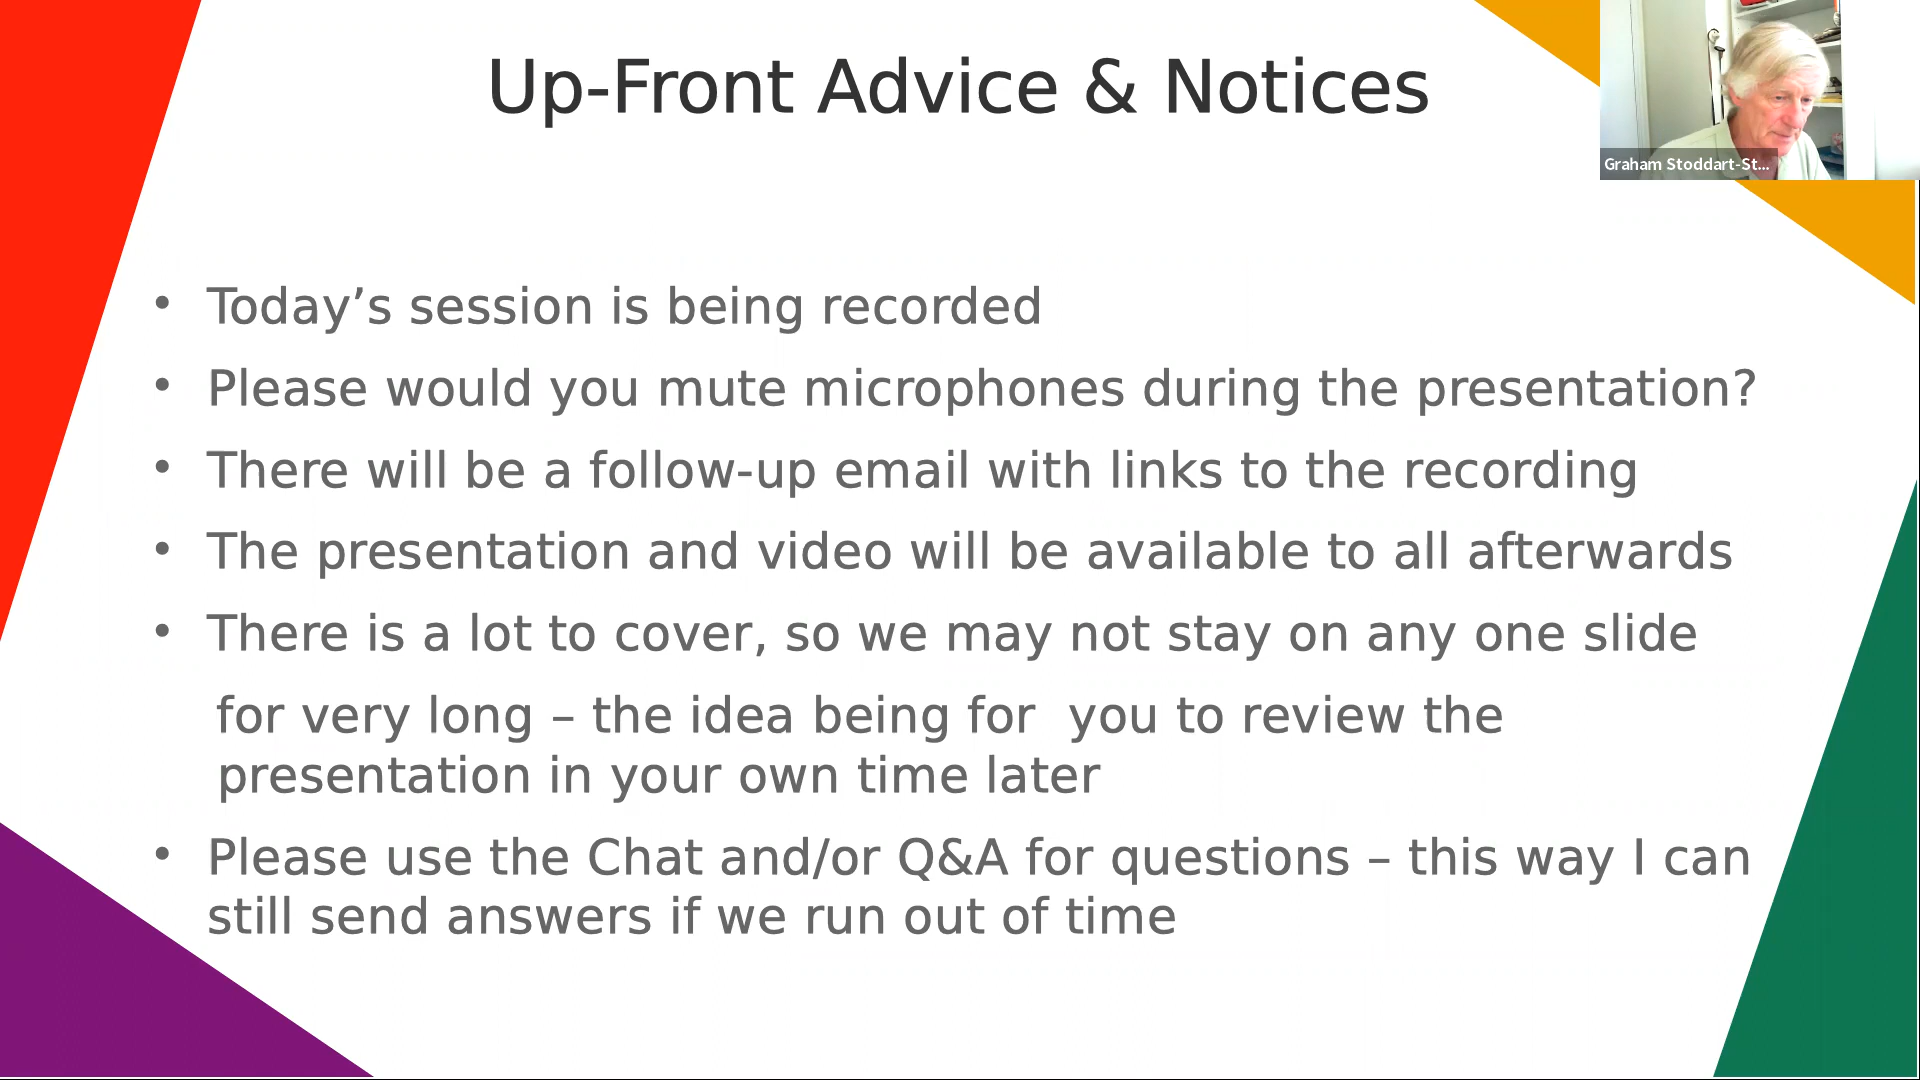 Up-Front Advice & Notices
Graham Stoddart-St...
• Today’s session is being recorded
• Please would you mute microphones during the presentation?
• There will be a follow-up email with links to the recording
• The presentation and video will be available to all afterwards
• There is a lot to cover, so we may not stay on any one slide
for very long – the idea being for  you to review the
presentation in your own time later
• Please use the Chat and/or Q&A for questions – this way I can
still send answers if we run out of time